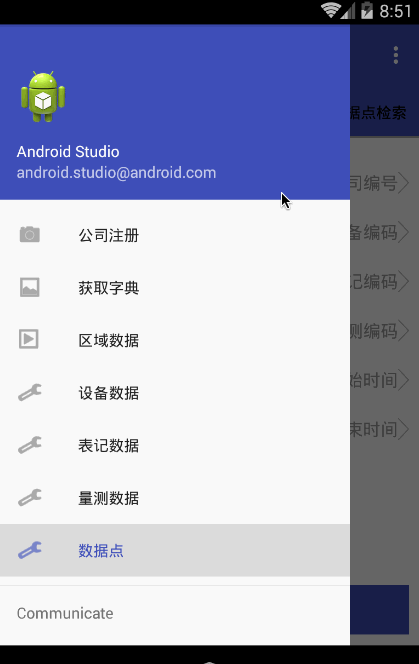 8:51
Android Studio
android.studio@android.com
据点检索
公司注册
司编号
获取字典
备编码
区域数据
记编码
设备数据
测编码
表记数据
始时间
量测数据
束时间
数据点
Communicate